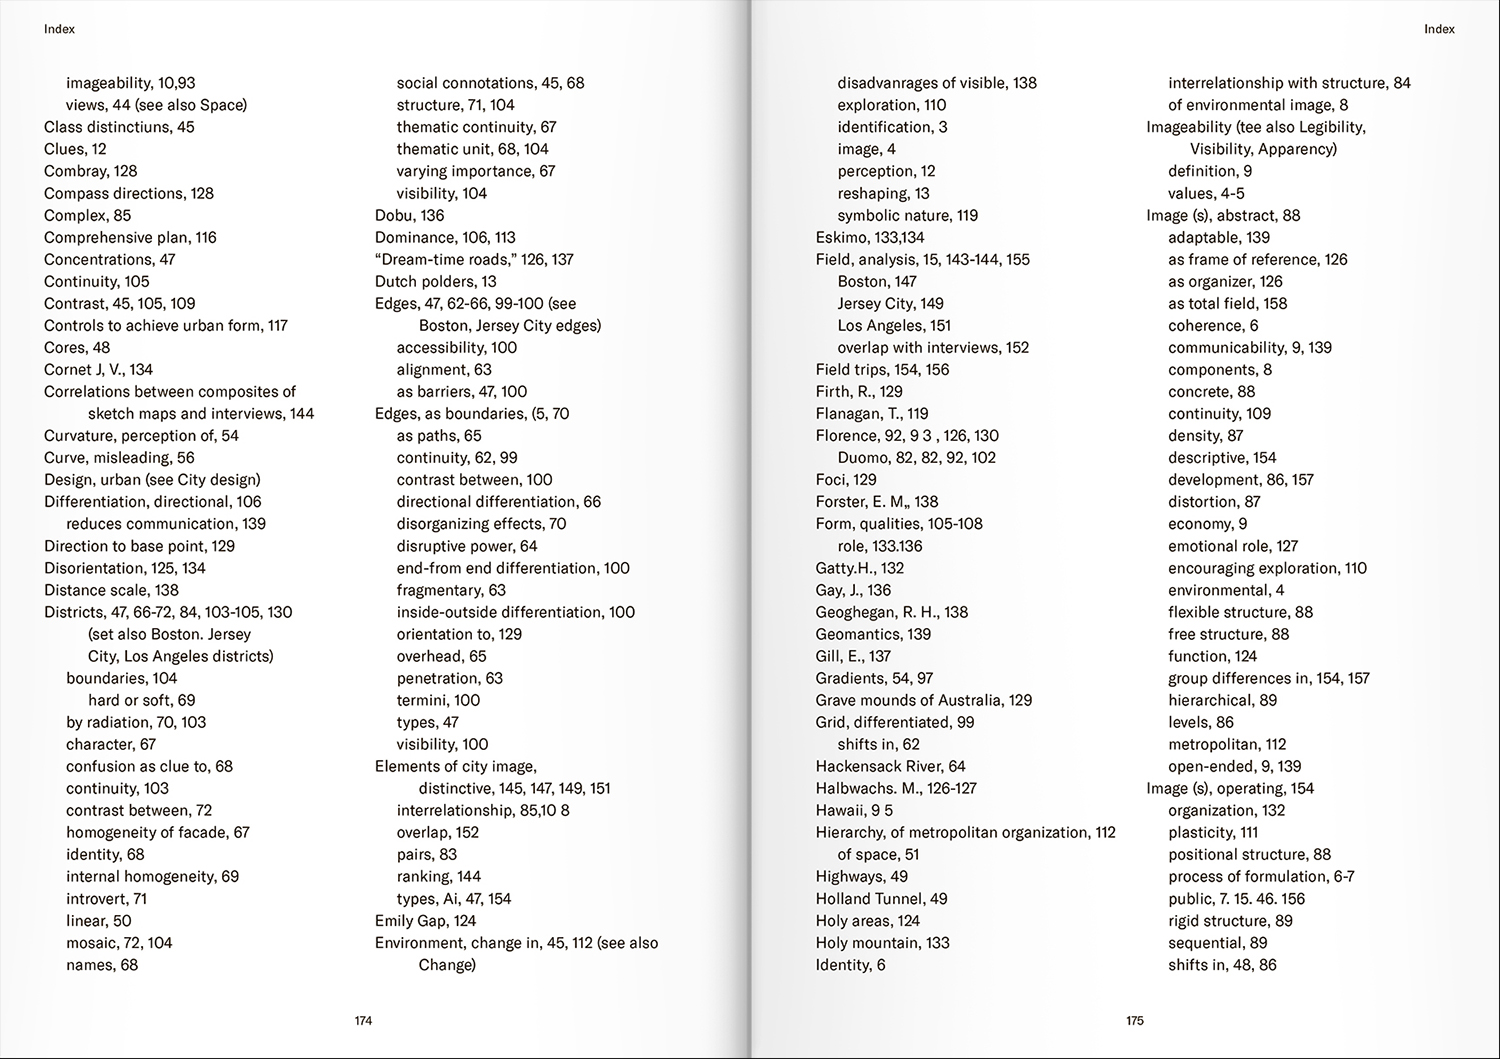 Index
imageability, 10,93
views, 44 (see also Space)
Class distinctiuns, 45
Clues, 12
Combray, 128
Compass directions, 128
Complex, 85
Comprehensive plan, 116
Concentrations, 47
Continuity, 105
Contrast, 45, 105, 109
Controls to achieve urban form, 117
Cores, 48
Cornet J, V., 134
Correlations between composites of
sketch maps and interviews, 144
Curvature, perception of, 54
Curve, misleading, 56
Design, urban (see City design)
Differentiation, directional, 106
reduces communication, 139
Direction to base point, 129
Disorientation, 125, 134
Distance scale, 138
Districts, 47, 66-72, 84, 103-105, 130
(set also Boston. Jersey
City, Los Angeles districts)
boundaries, 104
hard or soft, 69
by radiation, 70, 103
character, 67
confusion as clue to, 68
continuity, 103
contrast between, 72
homogeneity of facade, 67
identity, 68
internal homogeneity, 69
introvert, 71
linear, 50
mosaic, 72, 104
names, 68
social connotations, 45, 68
structure, 71, 104
thematic continuity, 67
thematic unit, 68, 104
varying importance, 67
visibility, 104
Dobu, 136
Dominance, 106, 113
“Dream-time roads,” 126, 137
Dutch polders, 13
Edges, 47, 62-66, 99-100 (see
Boston, Jersey City edges)
accessibility, 100
alignment, 63
as barriers, 47, 100
Edges, as boundaries, (5, 70
as paths, 65
continuity, 62, 99
contrast between, 100
directional differentiation, 66
disorganizing effects, 70
disruptive power, 64
end-from end differentiation, 100
fragmentary, 63
inside-outside differentiation, 100
orientation to, 129
overhead, 65
penetration, 63
termini, 100
types, 47
visibility, 100
Elements of city image,
distinctive, 145, 147, 149, 151
interrelationship, 85,10 8
overlap, 152
pairs, 83
ranking, 144
types, Ai, 47, 154
Emily Gap, 124
Environment, change in, 45, 112 (see also
Change)
174
Index
disadvanrages of visible, 138
exploration, 110
identification, 3
image, 4
perception, 12
reshaping, 13
symbolic nature, 119
Eskimo, 133,134
Field, analysis, 15, 143-144, 155
Boston, 147
Jersey City, 149
Los Angeles, 151
overlap with interviews, 152
Field trips, 154, 156
Firth, R., 129
Flanagan, T., 119
Florence, 92, 9 3 , 126, 130
Duomo, 82, 82, 92, 102
Foci, 129
Forster, E. M„ 138
Form, qualities, 105-108
role, 133.136
Gatty.H., 132
Gay, J., 136
Geoghegan, R. H., 138
Geomantics, 139
Gill, E., 137
Gradients, 54, 97
Grave mounds of Australia, 129
Grid, differentiated, 99
shifts in, 62
Hackensack River, 64
Halbwachs. M., 126-127
Hawaii, 9 5
Hierarchy, of metropolitan organization, 112
of space, 51
Highways, 49
Holland Tunnel, 49
Holy areas, 124
Holy mountain, 133
Identity, 6
interrelationship with structure, 84
of environmental image, 8
Imageability (tee also Legibility,
Visibility, Apparency)
definition, 9
values, 4-5
Image (s), abstract, 88
adaptable, 139
as frame of reference, 126
as organizer, 126
as total field, 158
coherence, 6
communicability, 9, 139
components, 8
concrete, 88
continuity, 109
density, 87
descriptive, 154
development, 86, 157
distortion, 87
economy, 9
emotional role, 127
encouraging exploration, 110
environmental, 4
flexible structure, 88
free structure, 88
function, 124
group differences in, 154, 157
hierarchical, 89
levels, 86
metropolitan, 112
open-ended, 9, 139
Image (s), operating, 154
organization, 132
plasticity, 111
positional structure, 88
process of formulation, 6-7
public, 7. 15. 46. 156
rigid structure, 89
sequential, 89
shifts in, 48, 86
175